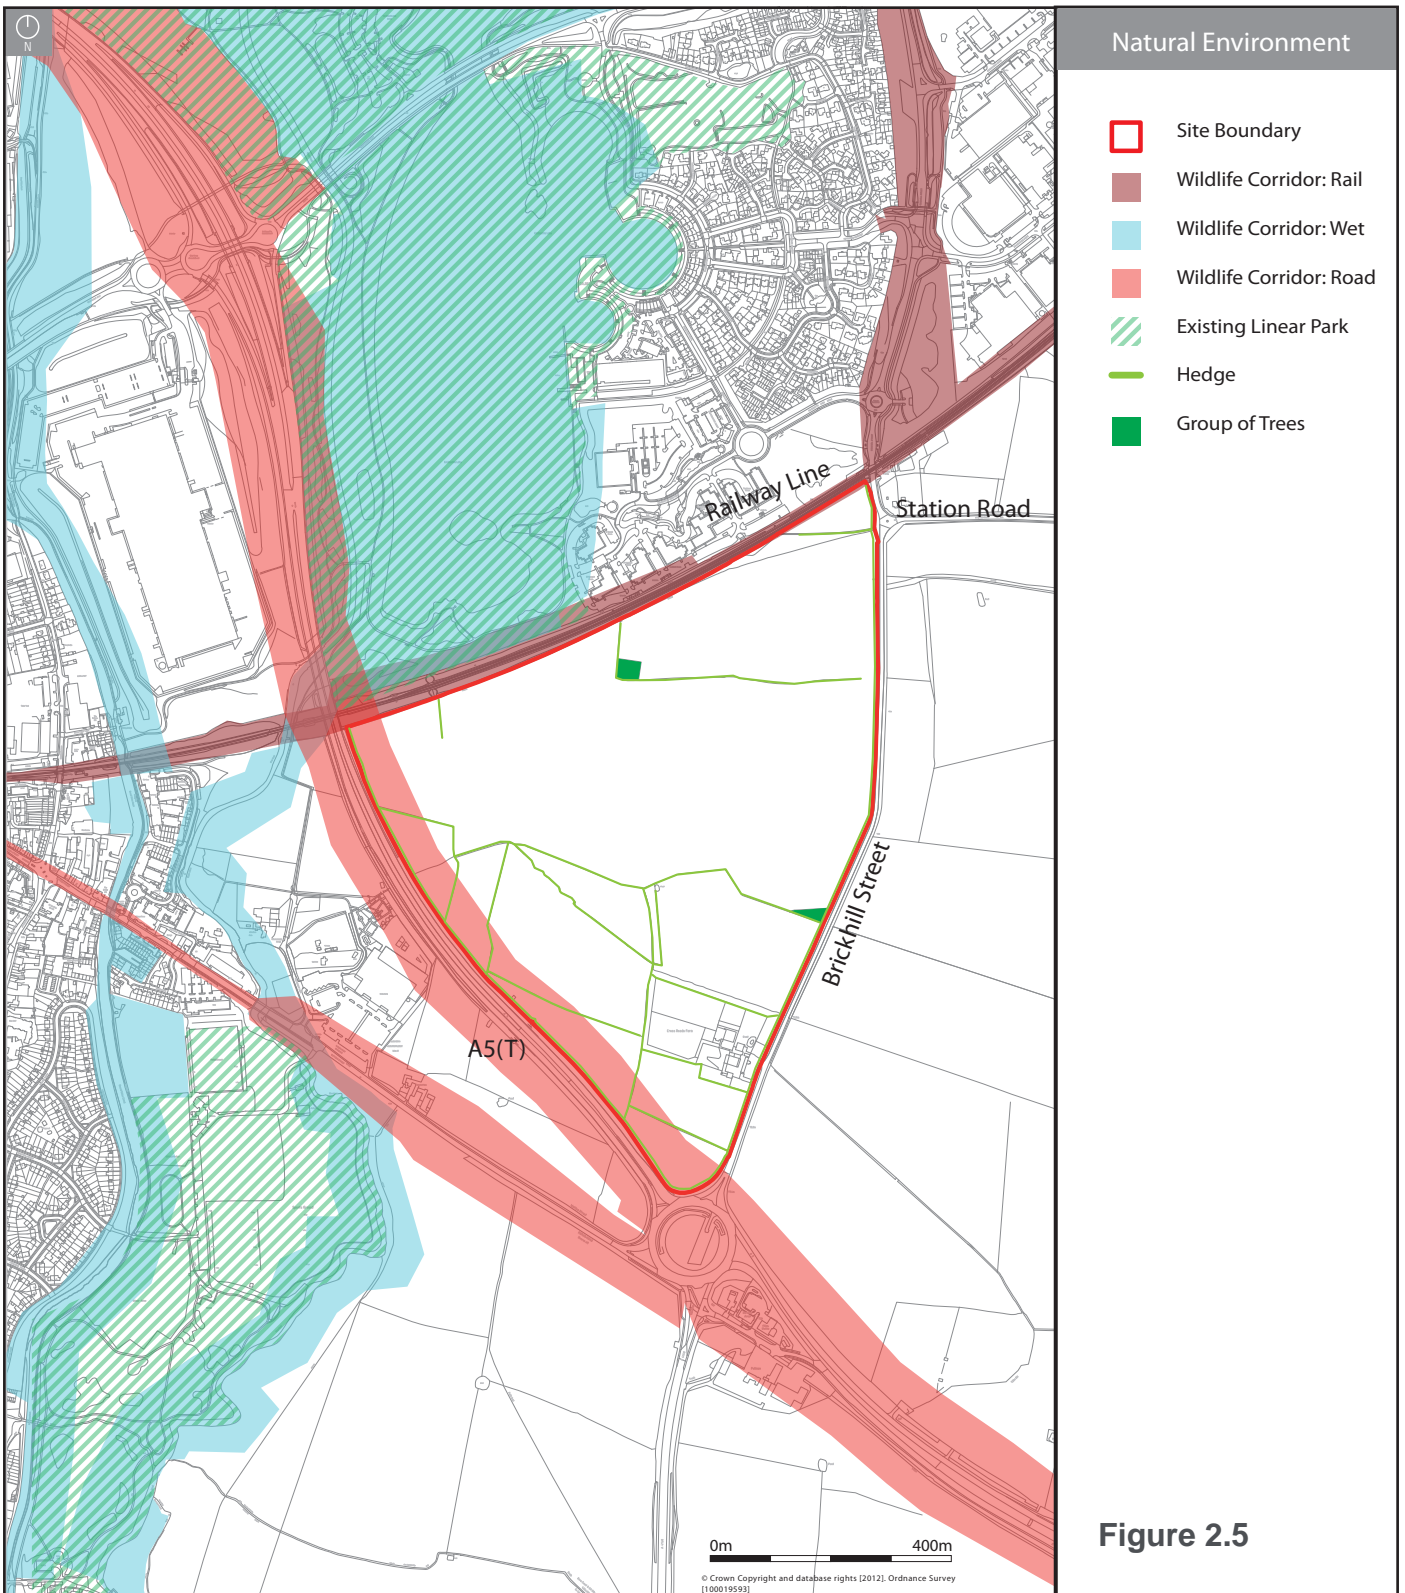 N
Natural Environment
Site Boundary
Wildlife Corridor: Rail
Wildlife Corridor: Wet
Wildlife Corridor: Road
Existing Linear Park
Hedge
Group of Trees
Railway Line
Station Road
Brickhill Street
A5(T)
0m 400m
© Crown Copyright and database rights [2012]. Ordnance Survey
[100019593]
Figure 2.5